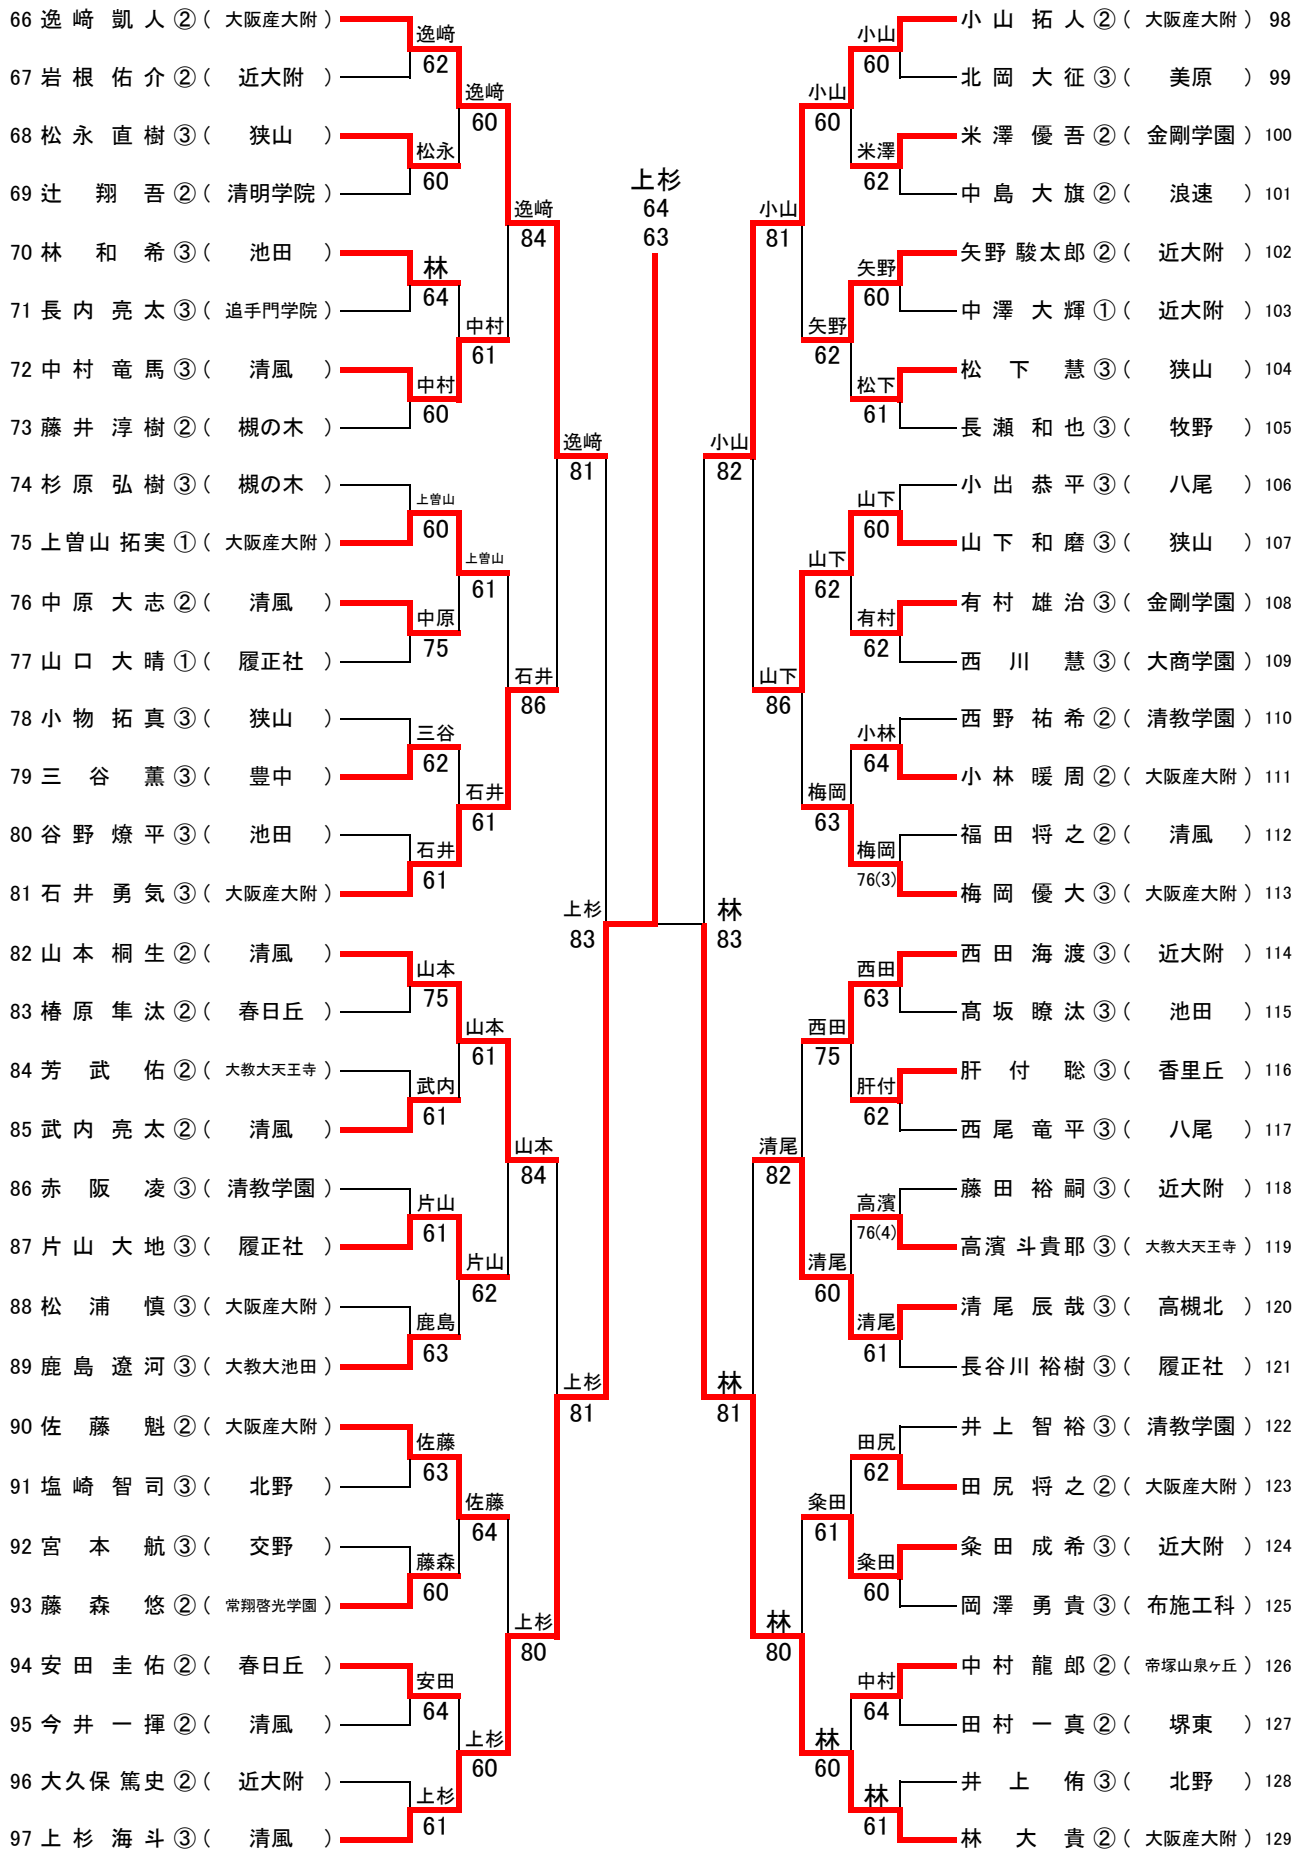 66 逸﨑 凱人 ② ( 大阪産大附 )
逸﨑
62
67 岩根 佑介 ② ( 近大附 )
逸﨑
60
68 松永 直樹 ③ ( 狭山 )
松永
60
69 辻 翔吾 ② ( 清明学院 )
逸﨑
84
70 林 和希 ③ ( 池田 )
林
64
71 長内 亮太 ③ ( 追手門学院 )
中村
61
72 中村 竜馬 ③ ( 清風 )
中村
60
73 藤井 淳樹 ② ( 槻の木 )
逸﨑
81
74 杉原 弘樹 ③ ( 槻の木 )
上曽山
60
75 上曽山 拓実 ① ( 大阪産大附 )
上曽山
61
76 中原 大志 ② ( 清風 )
中原
75
77 山口 大晴 ① ( 履正社 )
石井
86
78 小物 拓真 ③ ( 狭山 )
三谷
62
79 三谷 薫 ③ ( 豊中 )
石井
61
80 谷野 燎平 ③ ( 池田 )
石井
61
81 石井 勇気 ③ ( 大阪産大附 )
上杉
83
82 山本 桐生 ② ( 清風 )
山本
75
83 椿原 隼汰 ② ( 春日丘 )
山本
61
84 芳武 佑 ② ( 大教大天王寺 )
武内
61
85 武内 亮太 ② ( 清風 )
山本
84
86 赤阪 凌 ③ ( 清教学園 )
片山
61
87 片山 大地 ③ ( 履正社 )
片山
62
88 松浦 慎 ③ ( 大阪産大附 )
鹿島
63
89 鹿島 遼河 ③ ( 大教大池田 )
上杉
81
90 佐藤 魁 ② ( 大阪産大附 )
佐藤
63
91 塩崎 智司 ③ ( 北野 )
佐藤
64
92 宮本 航 ③ ( 交野 )
藤森
60
93 藤森 悠 ② ( 常翔啓光学園 )
上杉
80
94 安田 圭佑 ② ( 春日丘 )
安田
64
95 今井 一揮 ② ( 清風 )
上杉
60
96 大久保 篤史 ② ( 近大附 )
上杉
61
97 上杉 海斗 ③ ( 清風 )
上杉
64
63
小山 拓人 ② ( 大阪産大附 ) 98
小山
60
北岡 大征 ③ ( 美原 ) 99
小山
60
米澤 優吾 ② ( 金剛学園 ) 100
米澤
62
中島 大旗 ② ( 浪速 ) 101
小山
81
矢野 駿太郎 ② ( 近大附 ) 102
矢野
60
中澤 大輝 ① ( 近大附 ) 103
矢野
62
松下 慧 ③ ( 狭山 ) 104
松下
61
長瀬 和也 ③ ( 牧野 ) 105
小山
82
小出 恭平 ③ ( 八尾 ) 106
山下
60
山下 和磨 ③ ( 狭山 ) 107
山下
62
有村 雄治 ③ ( 金剛学園 ) 108
有村
62
西川 慧 ③ ( 大商学園 ) 109
山下
86
西野 祐希 ② ( 清教学園 ) 110
小林
64
小林 暖周 ② ( 大阪産大附 ) 111
梅岡
63
福田 将之 ② ( 清風 ) 112
梅岡
76(3)
梅岡 優大 ③ ( 大阪産大附 ) 113
林
83
西田 海渡 ③ ( 近大附 ) 114
西田
63
髙坂 瞭汰 ③ ( 池田 ) 115
西田
75
肝付 聡 ③ ( 香里丘 ) 116
肝付
62
西尾 竜平 ③ ( 八尾 ) 117
清尾
82
藤田 裕嗣 ③ ( 近大附 ) 118
高濱
76(4)
高濱 斗貴耶 ③ ( 大教大天王寺 ) 119
清尾
60
清尾 辰哉 ③ ( 高槻北 ) 120
清尾
61
長谷川 裕樹 ③ ( 履正社 ) 121
林
81
井上 智裕 ③ ( 清教学園 ) 122
田尻
62
田尻 将之 ② ( 大阪産大附 ) 123
粂田
61
粂田 成希 ③ ( 近大附 ) 124
粂田
60
岡澤 勇貴 ③ ( 布施工科 ) 125
林
80
中村 龍郎 ② ( 帝塚山泉ヶ丘 ) 126
中村
64
田村 一真 ② ( 堺東 ) 127
林
60
井上 侑 ③ ( 北野 ) 128
林
61
林 大貴 ② ( 大阪産大附 ) 129